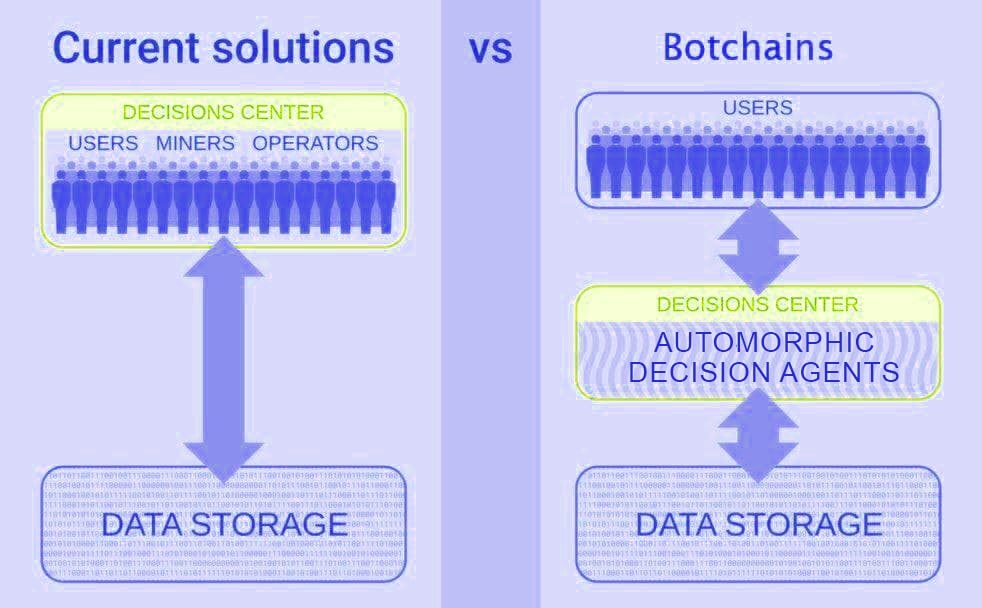 Current solutions
vs
Botchains
DECISIONS CENTER
USERS MINERS OPERATORS
DATA STORAGE
USERS
DECISIONS CENTER
AUTOMORPHIC
DECISION AGENTS
DATA STORAGE